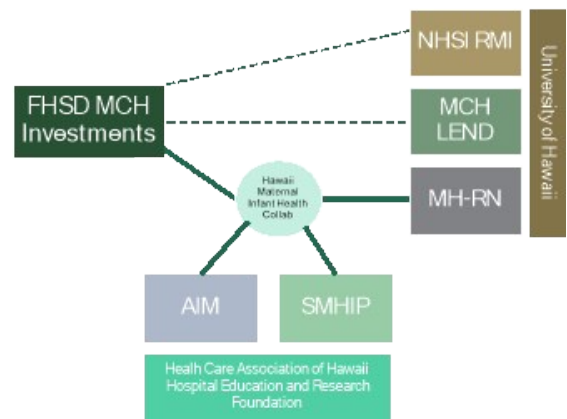 NHSI RMI
University of Hawaii
FHSD MCH
Investments
MCH
LEND
Hawaii
Maternal
Infant Health
Collab
MH-RN
AIM
SMHIP
Healh Care Association of Hawaii
Hospital Education and Research
Foundation